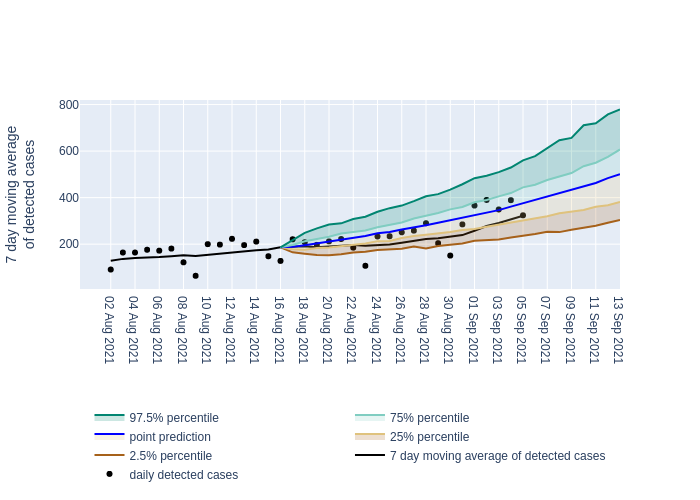 7 day moving average
of detected cases
800
600
400
200
02 Aug 2021
04 Aug 2021
06 Aug 2021
08 Aug 2021
10 Aug 2021
12 Aug 2021
14 Aug 2021
16 Aug 2021
18 Aug 2021
20 Aug 2021
22 Aug 2021
24 Aug 2021
26 Aug 2021
28 Aug 2021
30 Aug 2021
01 Sep 2021
03 Sep 2021
05 Sep 2021
07 Sep 2021
09 Sep 2021
11 Sep 2021
13 Sep 2021
97.5% percentile
75% percentile
point prediction
25% percentile
2.5% percentile
7 day moving average of detected cases
daily detected cases